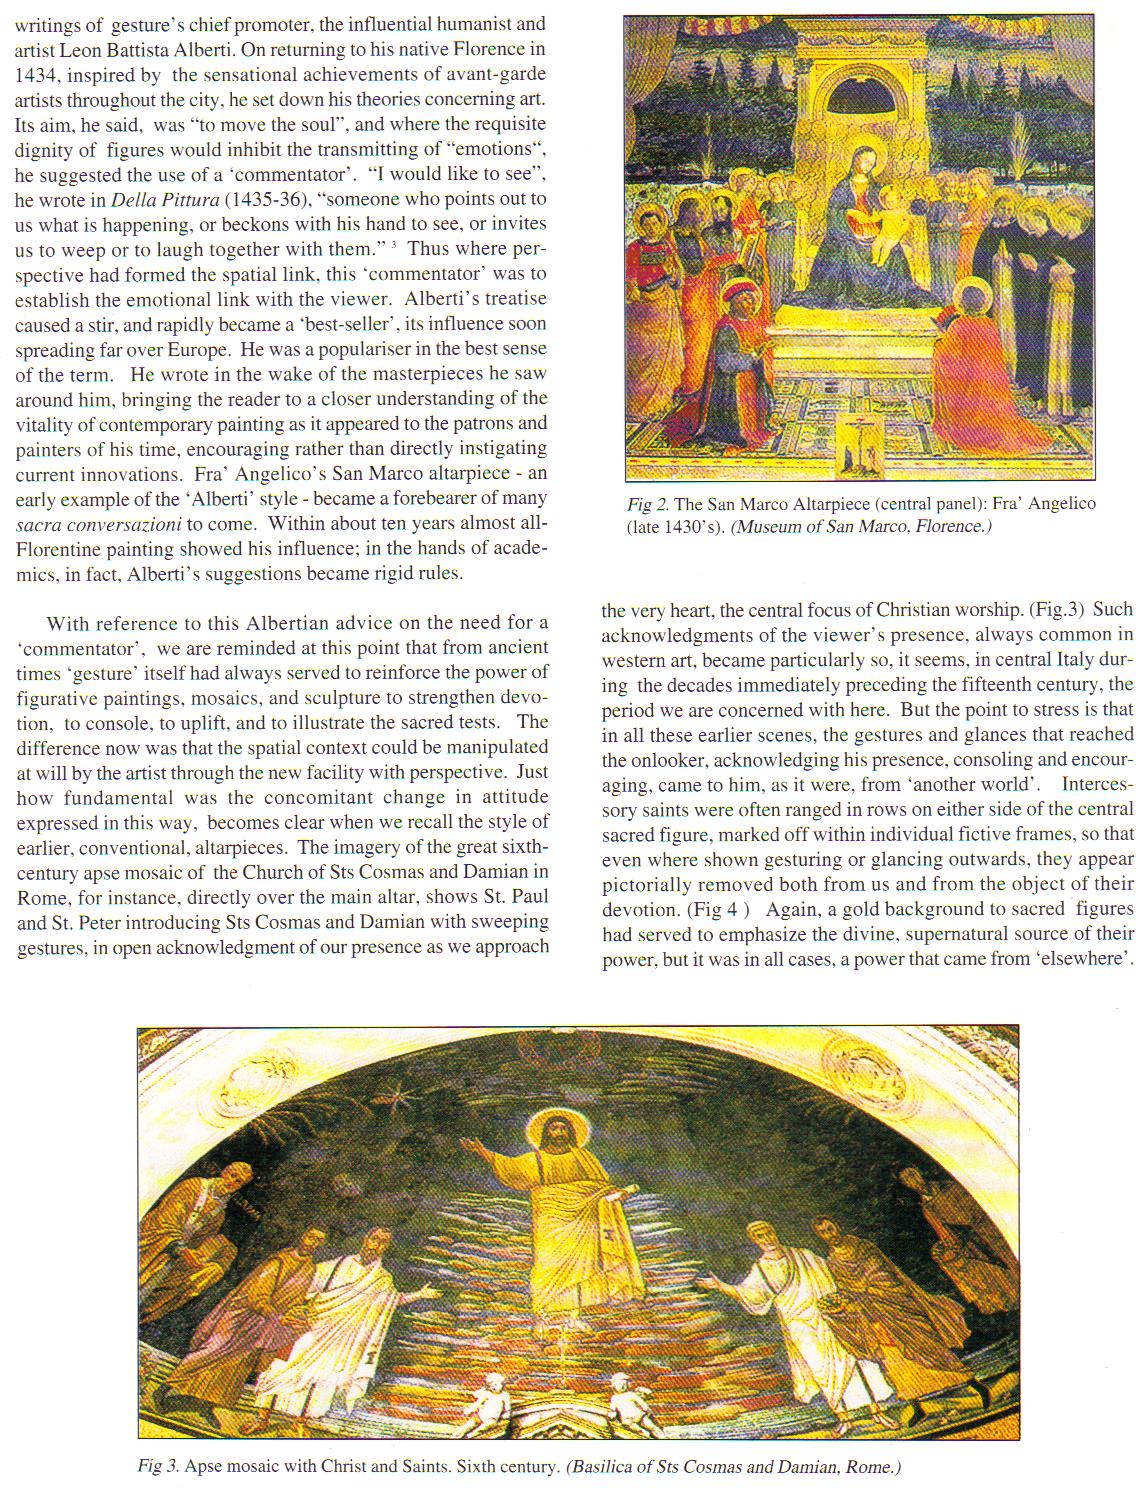 writings of gesture's chief promoter, the influential humanist and
artist Leon Battista Alberti. On returning to his native Florence in
1434, inspired by the sensational achievements of avant-garde
artists throughout the city, he set down his theories concerning art.
Its aim, he said, was “to move the soul”, and where the requisite
dignity of figures would inhibit the transmitting of “emotions“,
he suggested the use of a ‘commentator’. “I would like to see”,
he wrote in Della Pittura (1435-36), “someone who points out to
us what is happening, or beckons with his hand to see, or invites
us to weep or to laugh together with them.” 3 Thus where per-
spective had formed the spatial link, this ‘commentator’ was to
establish the emotional link with the viewer. Alberti's treatise
caused a stir, and rapidly became a ‘best-seller’, its influence soon
spreading far over Europe. He was a populariser in the best sense
of the term. He wrote in the wake of the masterpieces he saw
around him, bringing the reader to a closer understanding of the
vitality of contemporary painting as it appeared to the patrons and
painters of his time, encouraging rather than directly instigating
current innovations. Fra' Angelico's San Marco altarpiece - an
early example of the ‘Alberti’ style - became a forebearer of many
sacra conversazioni to come. Within about ten years almost all-
Florentine painting showed his influence; in the hands of acade-
mics, in fact, Alberti's suggestions became rigid rules.
With reference to this Albertian advice on the need for a
‘commentator’, we are reminded at this point that from ancient
times ‘gesture’ itself had always served to reinforce the power of
figurative paintings, mosaics, and sculpture to strengthen devo-
tion, to console, to uplift, and to illustrate the sacred tests. The
difference now was that the spatial context could be manipulated
at will by the artist through the new facility with perspective. Just
how fundamental was the concomitant change in attitude
expressed in this way, becomes clear when we recall the style of
earlier, conventional, altarpieces. The imagery of the great sixth-
century apse mosaic of the Church of Sts Cosmas and Damian in
Rome, for instance, directly over the main altar, shows St. Paul
and St. Peter introducing Sts Cosmas and Damian with sweeping
gestures, in open acknowledgment of our presence as we approach
Fig 2. The San Marco Altarpiece (central panel): Fra' Angelico
(late 1430's). (Museum of San Marco, Florence.)
the very heart, the central focus of Christian worship. (Fig.3) Such
acknowledgments of the viewer's presence, always common in
western art, became particularly so, it seems, in central Italy dur-
ing the decades immediately preceding the fifteenth century, the
period we are concerned with here. But the point to stress is that
in all these earlier scenes, the gestures and glances that reached
the onlooker, acknowledging his presence, consoling and encour-
aging, came to him, as it were, from ‘another world’. Interces-
sory saints were often ranged in rows on either side of the central
sacred figure, marked off within individual fictive frames, so that
even where shown gesturing or glancing outwards, they appear
pictorially removed both from us and from the object of their
devotion. (Fig 4 ) Again, a gold background to sacred figures
had served to emphasize the divine, supernatural source of their
power, but it was in all cases, a power that came from ‘elsewhere’.
Fig 3. Apse mosaic with Christ and Saints. Sixth century. (Basilica of Sts Cosmas and Damian, Rome.)